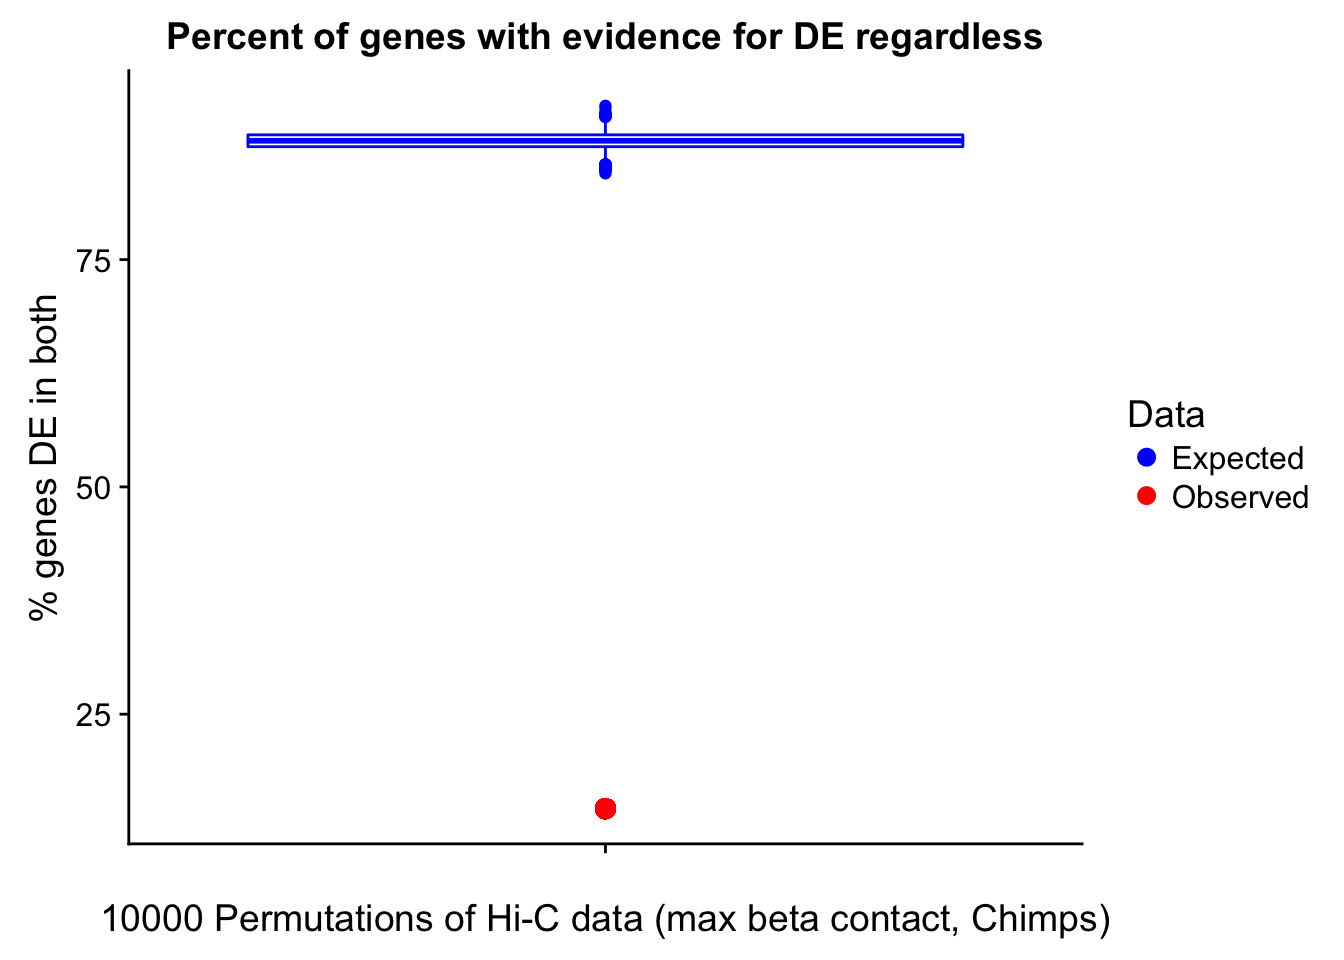 Percent of genes with evidence for DE regardless
% genes DE in both
75
50
25
10000 Permutations of Hi-C data (max beta contact, Chimps)
Data
Expected
Observed